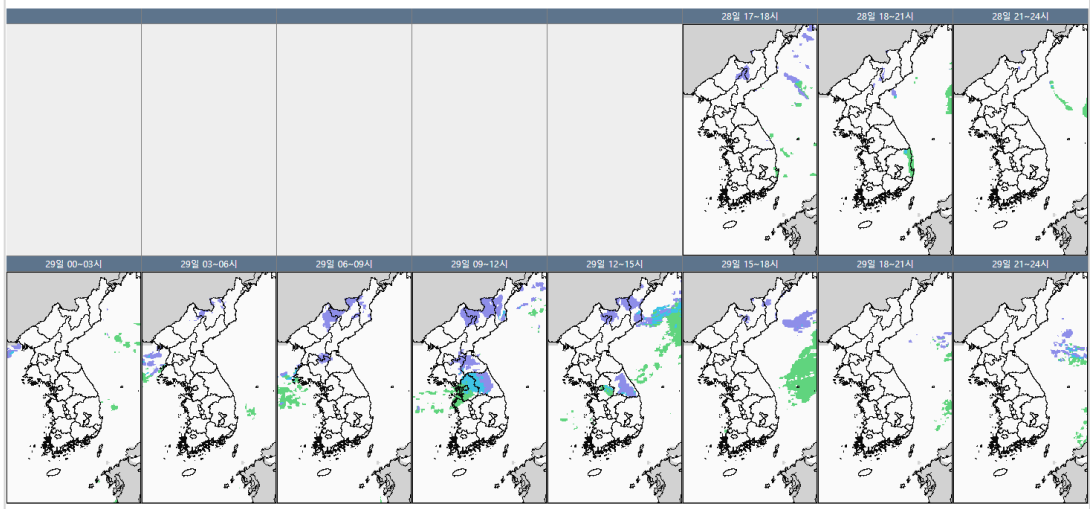 28일 17~18시
28일 18~21시
28일 21~24시
29일 00~03시
29일 03~06시
29일 06~09시
29일 09~12시
29일 12~15시
29일 15~18시
29일 18~21시
29일 21~24시